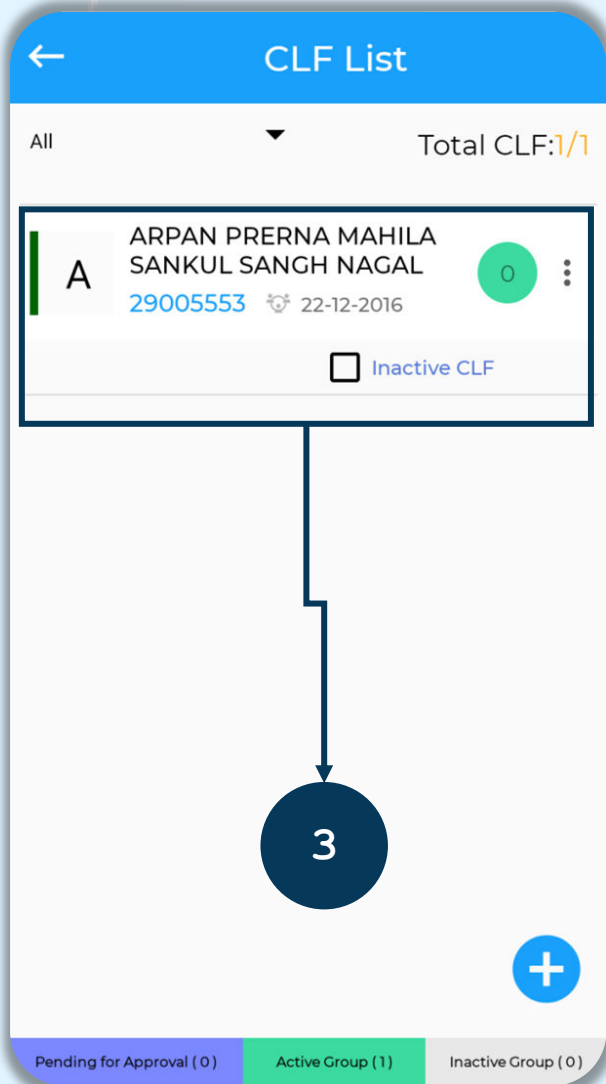 CLF List
All
Total CLF:1/1
ARPAN PRERNA MAHILA
A
SANKUL SANGH NAGAL
0
29005553
22-12-2016
Inactive CLF
3
+
Pending for Approval ( 0 )
Active Group ( 1 )
Inactive Group ( 0 )